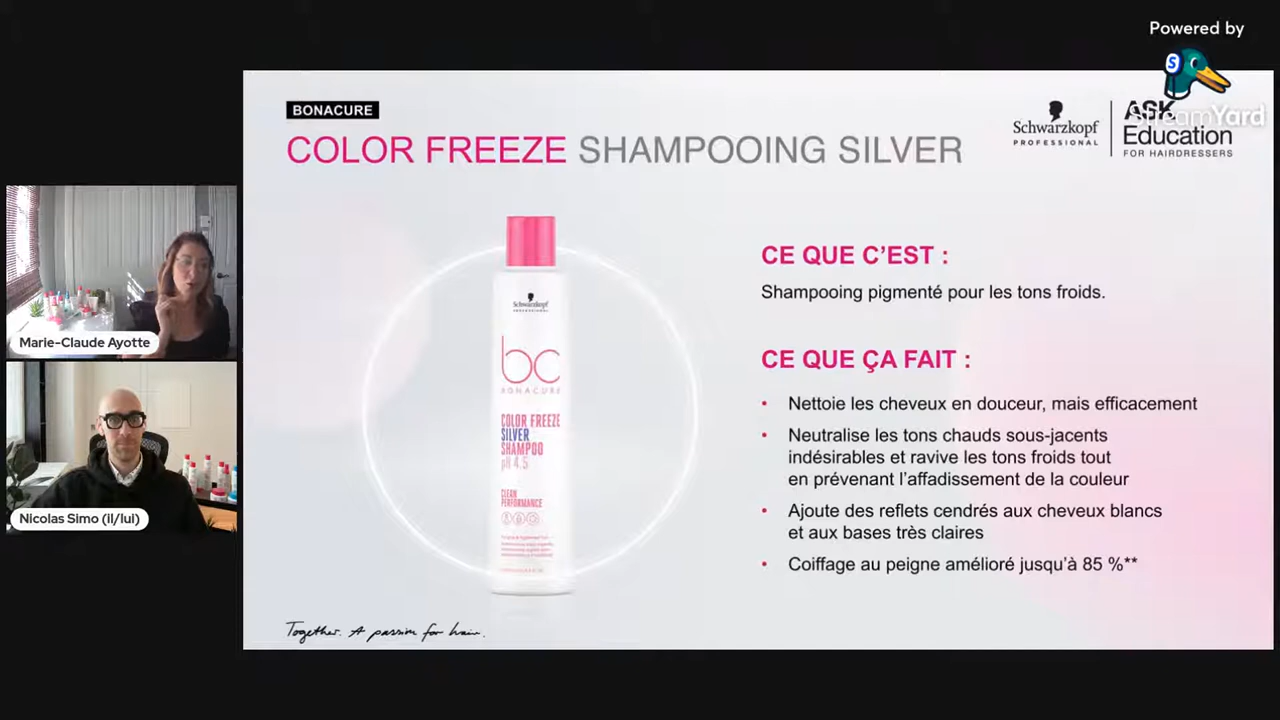 Powered by
StreamYard
BONACURE
COLOR FREEZE SHAMPOOING SILVER
Schwarzkopf
PROFESSIONAL
ASK
Education
FOR HAIRDRESSERS
CE QUE C'EST :
Shampooing pigmenté pour les tons froids.
CE QUE ÇA FAIT :
• Nettoie les cheveux en douceur, mais efficacement
• Neutralise les tons chauds sous-jacents
indésirables et ravive les tons froids tout
en prévenant l'affadissement de la couleur
• Ajoute des reflets cendrés aux cheveux blancs
et aux bases très claires
• Coiffage au peigne amélioré jusqu'à 85 %**
Schwarzkopf
PROFESSIONAL
bc
BONACURE
COLOR FREEZE
SILVER
SHAMPOO
pH 4.5
CLEAN
PERFORMANCE
Together. A passion for hair.
Marie-Claude Ayotte
Nicolas Simo (il/lui)